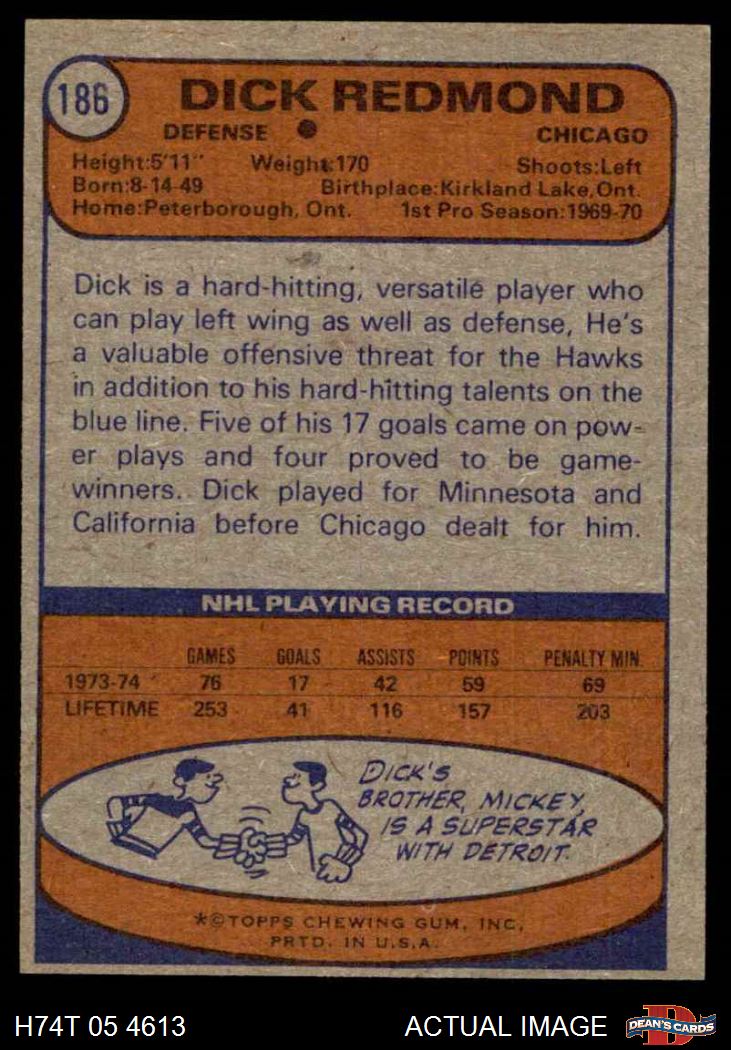 186
DICK REDMOND
DEFENSE ●
CHICAGO
Height:5'11" Weight:170 Shoots:Left
Born:8-14-49 Birthplace:Kirkland Lake,Ont.
Home:Peterborough, Ont. 1st Pro Season:1969-70
Dick is a hard-hitting, versatile player who
can play left wing as well as defense, He's
a valuable offensive threat for the Hawks
in addition to his hard-hitting talents on the
blue line. Five of his 17 goals came on pow-
er plays and four proved to be game-
winners. Dick played for Minnesota and
California before Chicago dealt for him.
NHL PLAYING RECORD
GAMES GOALS ASSISTS POINTS PENALTY MIN.
1973-74 76 17 42 59 69
LIFETIME 253 41 116 157 203
DICK'S
BROTHER, MICKEY,
IS A SUPERSTAR
WITH DETROIT.
*©TOPPS CHEWING GUM, INC.
PRTD. IN U.S.A.
H74T 05 4613 ACTUAL IMAGE
D
DEAN'S CARDS